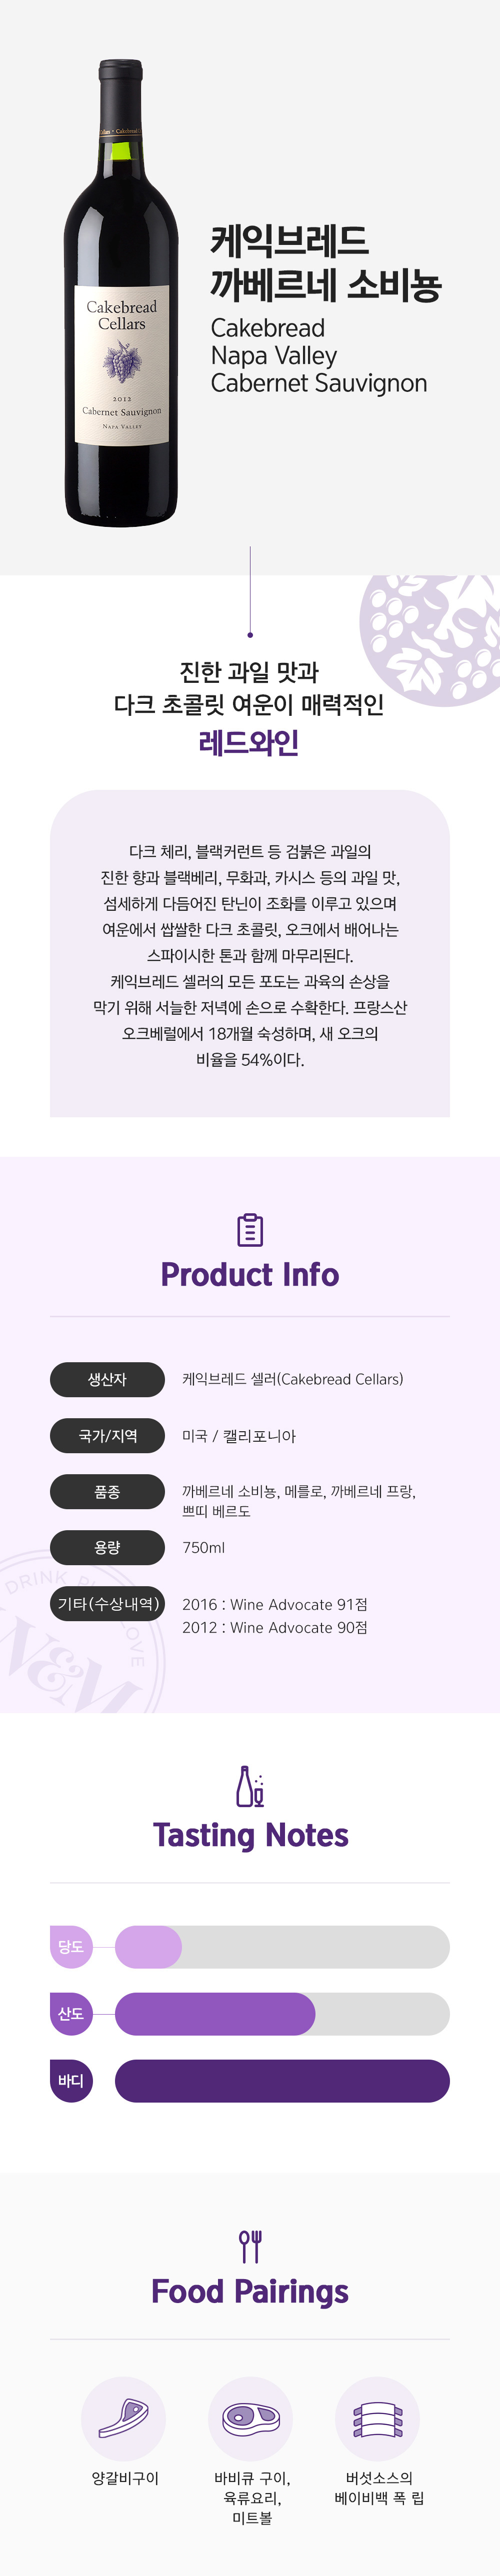 Cellars • Cakebread
Cakebread
Cellars
2012
Cabernet Sauvignon
NAPA VALLEY
케익브레드
까베르네 소비뇽
Cakebread
Napa Valley
Cabernet Sauvignon
진한 과일 맛과
다크 초콜릿 여운이 매력적인
레드와인
다크 체리, 블랙커런트 등 검붉은 과일의
진한 향과 블랙베리, 무화과, 카시스 등의 과일 맛,
섬세하게 다듬어진 탄닌이 조화를 이루고 있으며
여운에서 쌉쌀한 다크 초콜릿, 오크에서 배어나는
스파이시한 톤과 함께 마무리된다.
케익브레드 셀러의 모든 포도는 과육의 손상을
막기 위해 서늘한 저녁에 손으로 수확한다. 프랑스산
오크베럴에서 18개월 숙성하며, 새 오크의
비율을 54%이다.
Product Info
생산자
케익브레드 셀러(Cakebread Cellars)
국가/지역
미국 / 캘리포니아
품종
까베르네 소비뇽, 메를로, 까베르네 프랑,
쁘띠 베르도
용량
750ml
기타(수상내역)
2016 : Wine Advocate 91점
2012 : Wine Advocate 90점
DRINK
LOVE
W&M
Tasting Notes
당도
산도
바디
Food Pairings
양갈비구이
바비큐 구이,
육류요리,
미트볼
버섯소스의
베이비백 폭 립